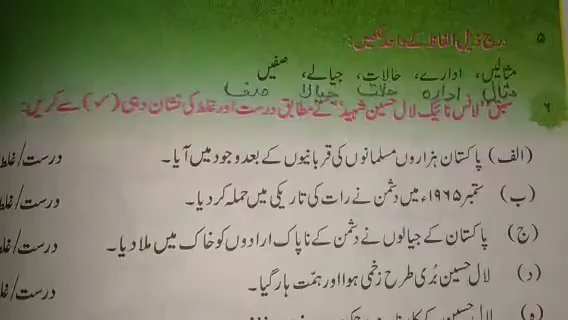 ۵ درج ذیل الفاظ کے واحد لکھیں:
مثالیں، ادارے، حالات، جیالے، صفیں
مثال ادارہ حالت جیالا صف
۶ سبق "لانس نائیک لال حسین شہید" کے مطابق درست اور غلط کی نشان دہی (✓) سے کریں:
(الف) پاکستان ہزاروں مسلمانوں کی قربانیوں کے بعد وجود میں آیا۔ درست/غلط
(ب) ستمبر ۱۹۶۵ء میں دشمن نے رات کی تاریکی میں حملہ کر دیا۔ درست/غلط
(ج) پاکستان کے جیالوں نے دشمن کے ناپاک ارادوں کو خاک میں ملا دیا۔ درست/غلط
(د) لال حسین بُری طرح زخمی ہوا اور ہمّت ہار گیا۔ درست/غلط
(ہ) لال حسین کے